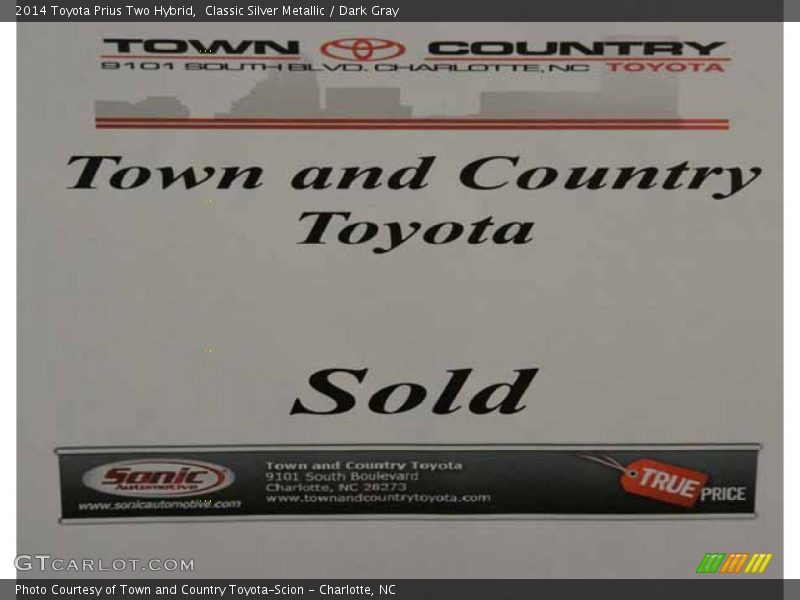 2014 Toyota Prius Two Hybrid,  Classic Silver Metallic / Dark Gray
TOWN COUNTRY
9101 SOUTH BLVD. CHARLOTTE, NC TOYOTA
Town and Country
Toyota
Sold
Sonic
Automotive
www.sonicautomotive.com
Town and Country Toyota
9101 South Boulevard
Charlotte, NC 28273
www.townandcountrytoyota.com
TRUE PRICE
GTCARLOT.COM
Photo Courtesy of Town and Country Toyota-Scion - Charlotte, NC